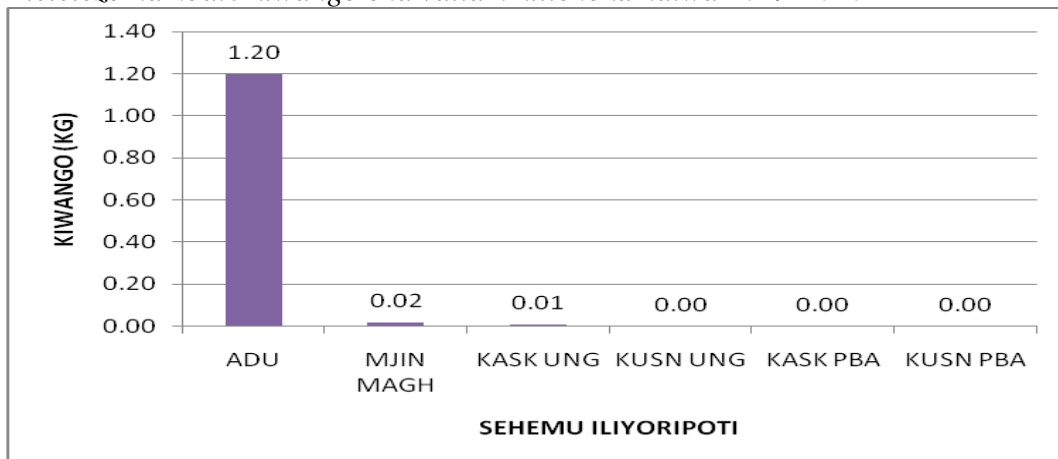 1.40
1.20
1.20
1.00
0.80
0.60
0.40
0.20
0.02
0.01
0.00
0.00
0.00
0.00
KIWANGO (KG)
ADU
MJIN MAGH
KASK UNG
KUSN UNG
KASK PBA
KUSN PBA
SEHEMU ILIYORIPOTI